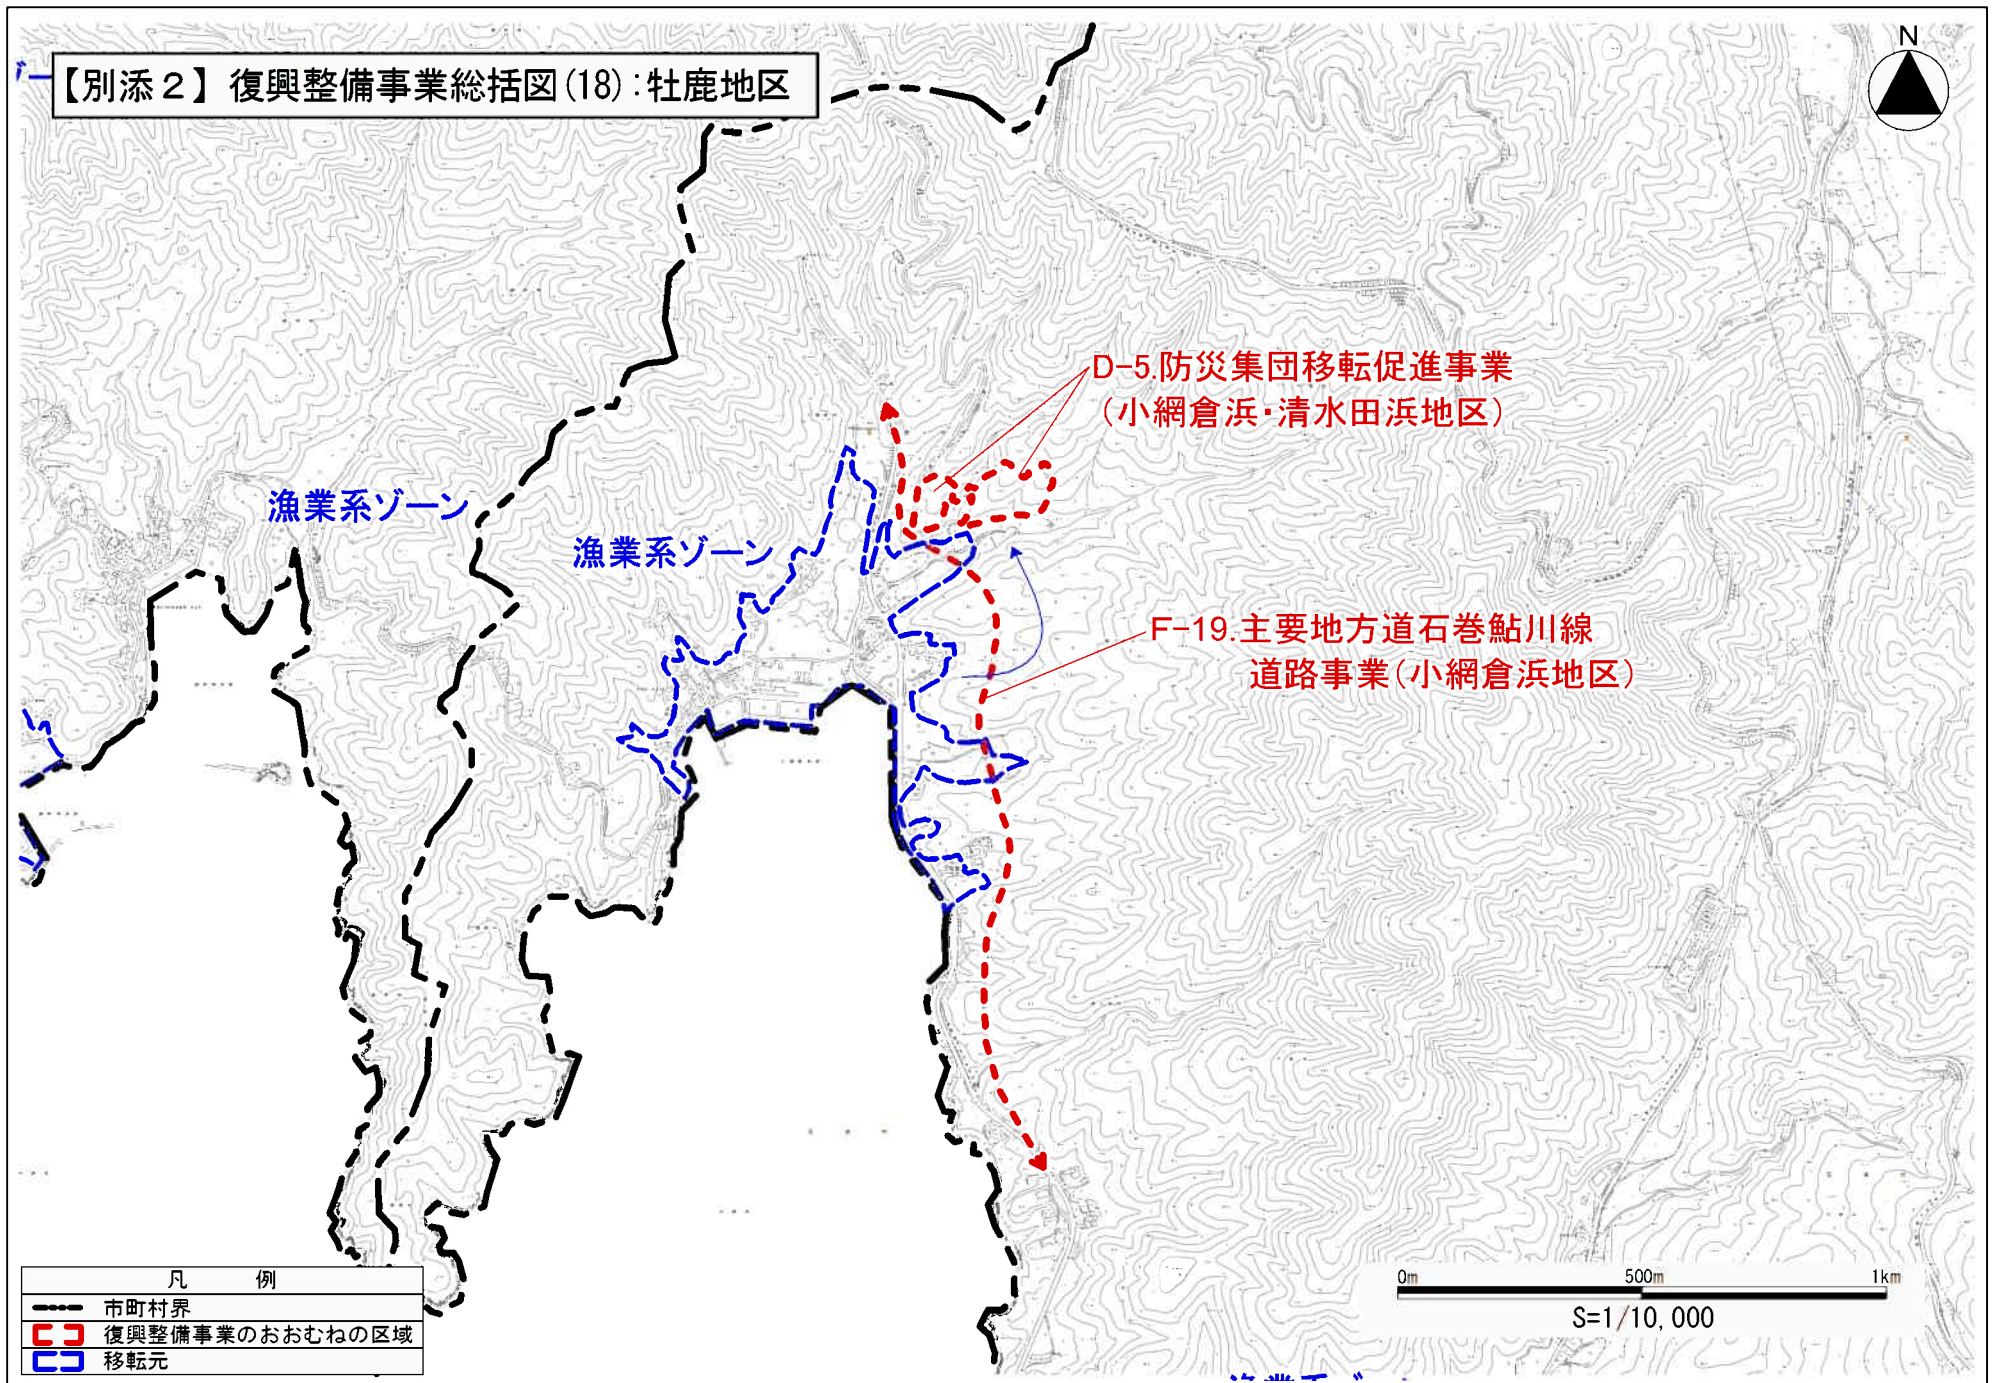 【別添２】復興整備事業総括図(18):牡鹿地区
N
D-5.防災集団移転促進事業
(小網倉浜・清水田浜地区)
漁業系ゾーン
漁業系ゾーン
F-19.主要地方道石巻鮎川線
道路事業(小網倉浜地区)
凡 例
市町村界
復興整備事業のおおむねの区域
移転元
0m 500m 1km
S=1/10,000